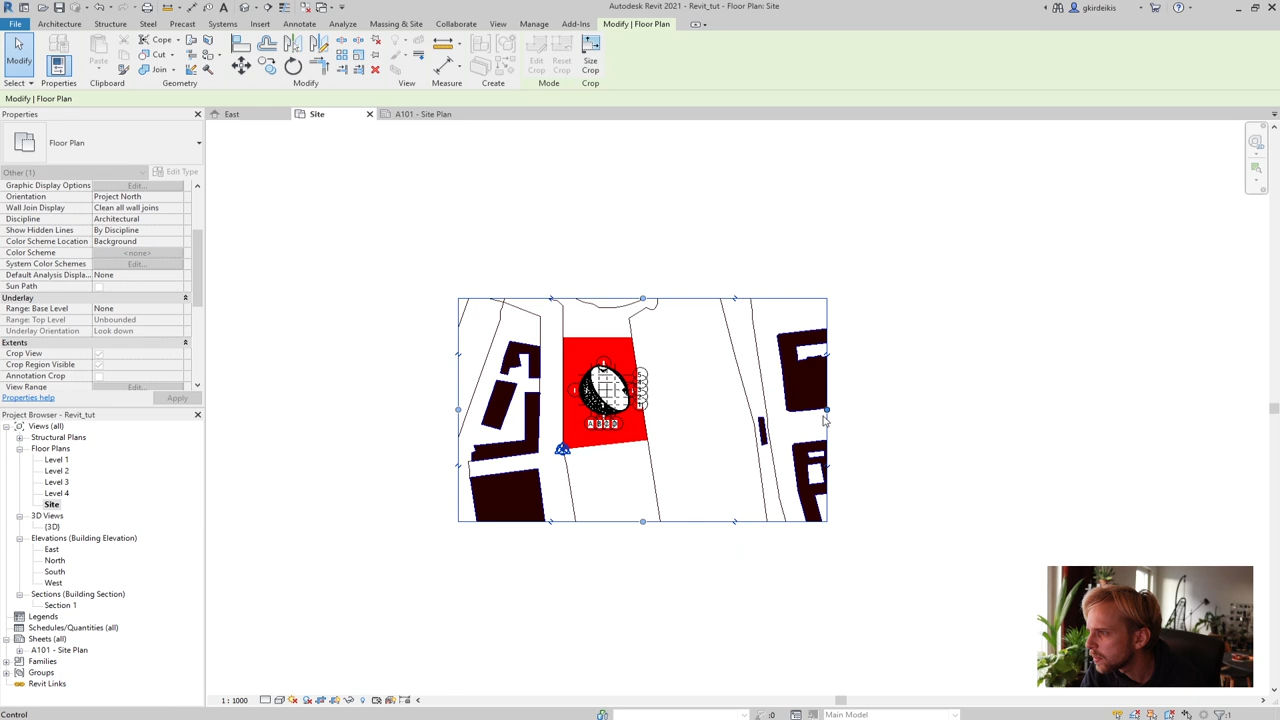 Autodesk Revit 2021 - Revit_tut - Floor Plan: Site
gkirdeikis
File
Architecture
Structure
Steel
Precast
Systems
Insert
Annotate
Analyze
Massing & Site
Collaborate
View
Manage
Add-Ins
Modify | Floor Plan
Modify
Paste
Cope
Cut
Join
Edit Crop
Reset Crop
Size Crop
Select
Properties
Clipboard
Geometry
Modify
View
Measure
Create
Mode
Crop
Modify | Floor Plan
Properties
East
Site
A101 - Site Plan
Floor Plan
Other (1)
Edit Type
Graphic Display Options
Edit...
Orientation
Project North
Wall Join Display
Clean all wall joins
Discipline
Architectural
Show Hidden Lines
By Discipline
Color Scheme Location
Background
Color Scheme
<none>
System Color Schemes
Edit...
Default Analysis Displa...
None
Sun Path
Underlay
Range: Base Level
None
Range: Top Level
Unbounded
Underlay Orientation
Look down
Extents
Crop View
Crop Region Visible
Annotation Crop
View Range
Edit...
Properties help
Apply
Project Browser - Revit_tut
Views (all)
Structural Plans
Floor Plans
Level 1
Level 2
Level 3
Level 4
Site
3D Views
{3D}
Elevations (Building Elevation)
East
North
South
West
Sections (Building Section)
Section 1
Legends
Schedules/Quantities (all)
Sheets (all)
A101 - Site Plan
Families
Groups
Revit Links
A B C D
1 : 1000
Control
:0
Main Model
:1